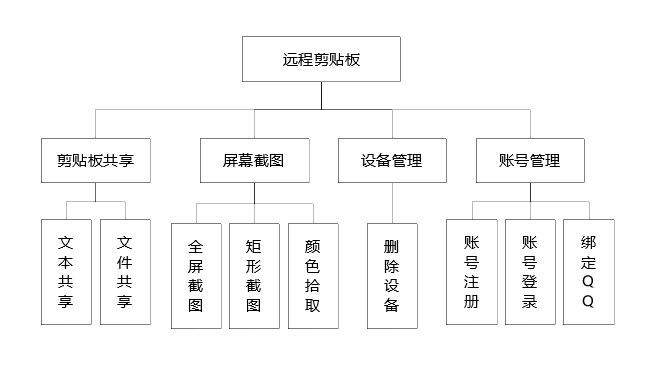 远程剪贴板
剪贴板共享
屏幕截图
设备管理
账号管理
文本共享
文件共享
全屏截图
矩形截图
颜色拾取
删除设备
账号注册
账号登录
绑定QQ